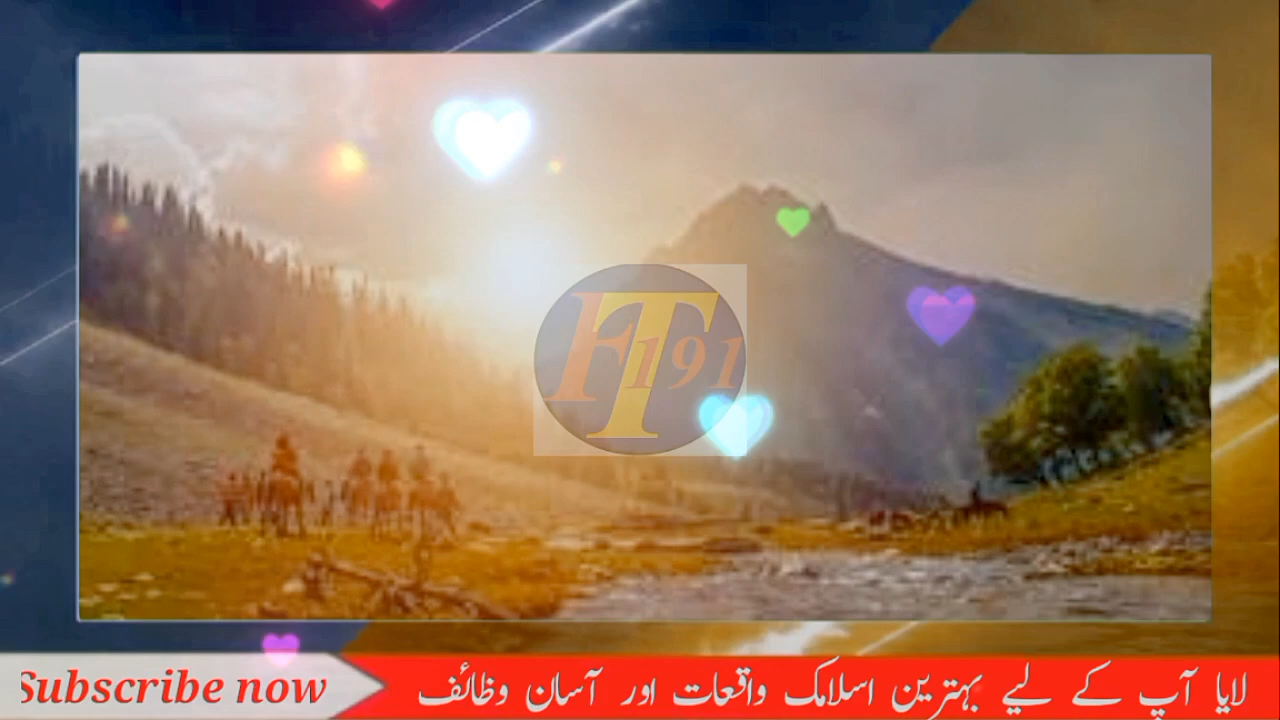 FT191
Subscribe now
لایا آپ کے لیے بہترین اسلامک واقعات اور آسان وظائف